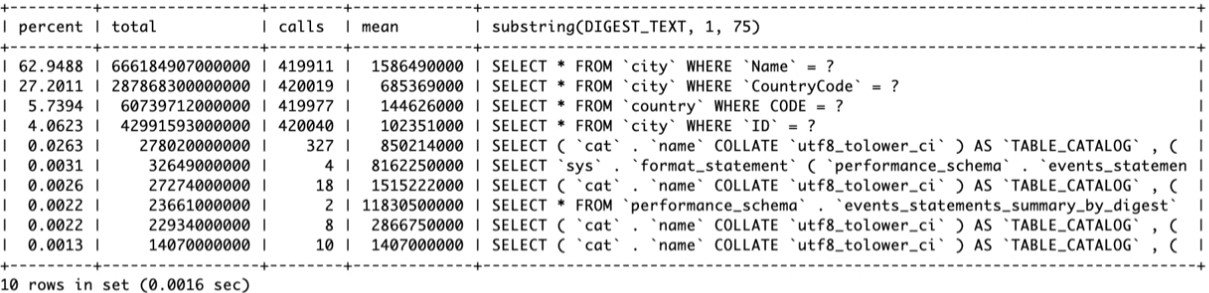 +---------+-----------------+--------+-------------+-----------------------------------------------------------------------------+
| percent | total           | calls  | mean        | substring(DIGEST_TEXT, 1, 75)                                               |
+---------+-----------------+--------+-------------+-----------------------------------------------------------------------------+
| 62.9488 | 666184907000000 | 419911 |  1586490000 | SELECT * FROM `city` WHERE `Name` = ?                                       |
| 27.2011 | 287868300000000 | 420019 |   685369000 | SELECT * FROM `city` WHERE `CountryCode` = ?                                |
|  5.7394 |  60739712000000 | 419977 |   144626000 | SELECT * FROM `country` WHERE CODE = ?                                      |
|  4.0623 |  42991593000000 | 420040 |   102351000 | SELECT * FROM `city` WHERE `ID` = ?                                         |
|  0.0263 |    278020000000 |    327 |   850214000 | SELECT ( `cat` . `name` COLLATE `utf8_tolower_ci` ) AS `TABLE_CATALOG` , (  |
|  0.0031 |     32649000000 |      4 |  8162250000 | SELECT `sys` . `format_statement` ( `performance_schema` . `events_statemen |
|  0.0026 |     27274000000 |     18 |  1515222000 | SELECT ( `cat` . `name` COLLATE `utf8_tolower_ci` ) AS `TABLE_CATALOG` , (  |
|  0.0022 |     23661000000 |      2 | 11830500000 | SELECT * FROM `performance_schema` . `events_statements_summary_by_digest`  |
|  0.0022 |     22934000000 |      8 |  2866750000 | SELECT ( `cat` . `name` COLLATE `utf8_tolower_ci` ) AS `TABLE_CATALOG` , (  |
|  0.0013 |     14070000000 |     10 |  1407000000 | SELECT ( `cat` . `name` COLLATE `utf8_tolower_ci` ) AS `TABLE_CATALOG` , (  |
+---------+-----------------+--------+-------------+-----------------------------------------------------------------------------+
10 rows in set (0.0016 sec)